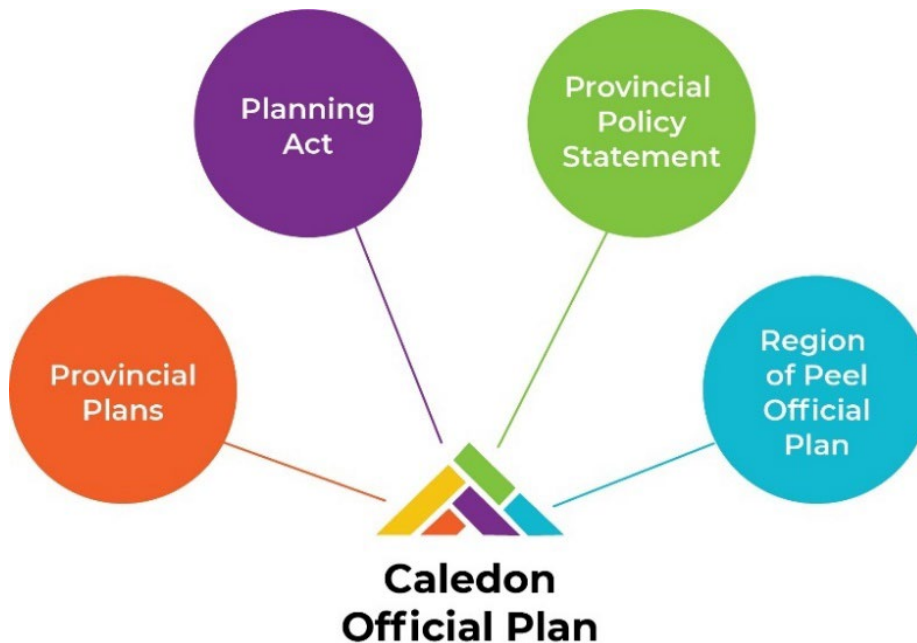 Planning
Act
Provincial
Policy
Statement
Provincial
Plans
Region
of Peel
Official
Plan
Caledon
Official Plan